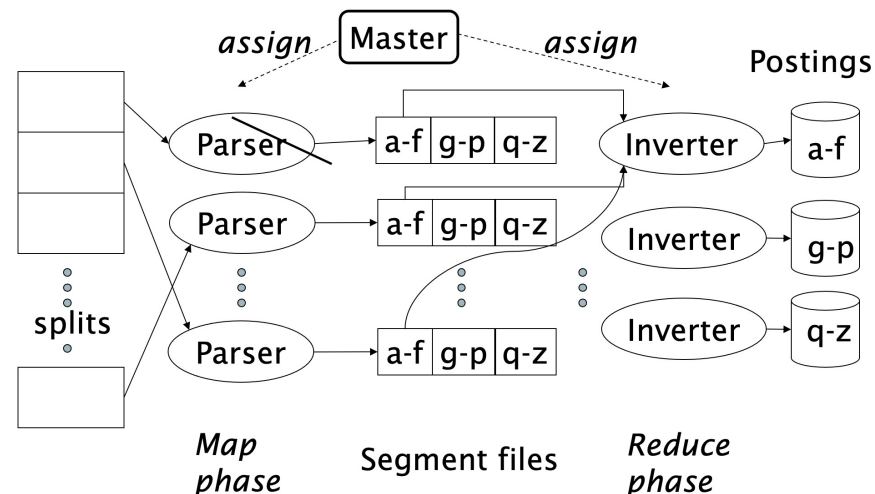 assign
Master
assign
Postings
Parser
a-f g-p q-z
Inverter
a-f
Parser
a-f g-p q-z
Inverter
g-p
splits
Parser
a-f g-p q-z
Inverter
q-z
Map
phase
Segment files
Reduce
phase